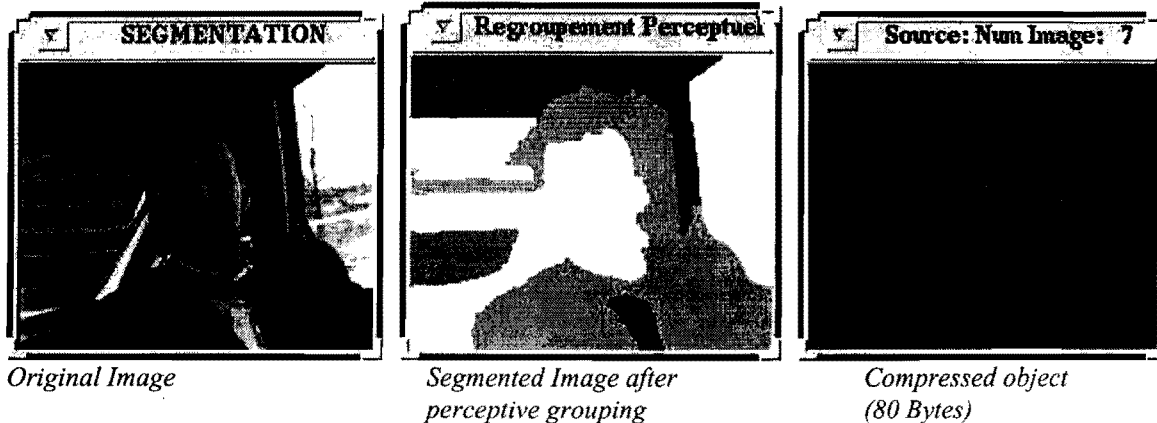 SEGMENTATION
Regroupement Perceptuel
Source: Num Image: 7
Original Image
Segmented Image after
perceptive grouping
Compressed object
(80 Bytes)